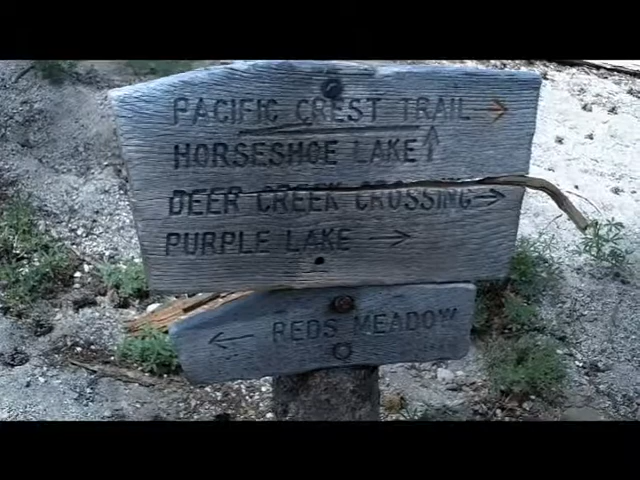 PACIFIC CREST TRAIL →
HORSESHOE LAKE ↑
DEER CREEK CROSSING →
PURPLE LAKE →
← REDS MEADOW